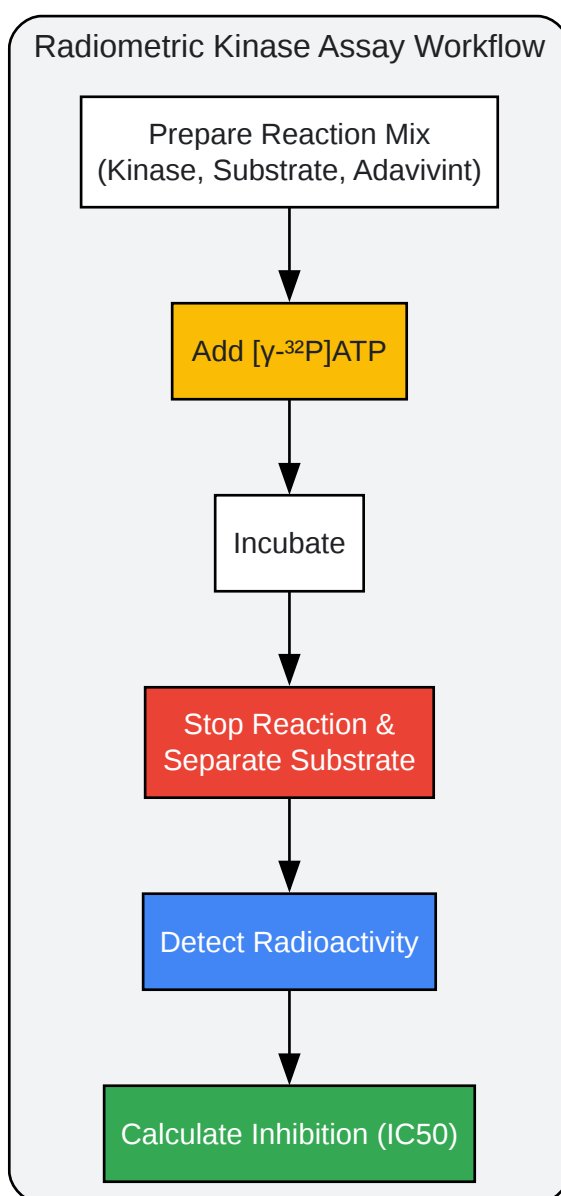 Radiometric Kinase Assay Workflow
Prepare Reaction Mix
(Kinase, Substrate, Adavivint)
Add [γ-³²P]ATP
Incubate
Stop Reaction &
Separate Substrate
Detect Radioactivity
Calculate Inhibition (IC50)